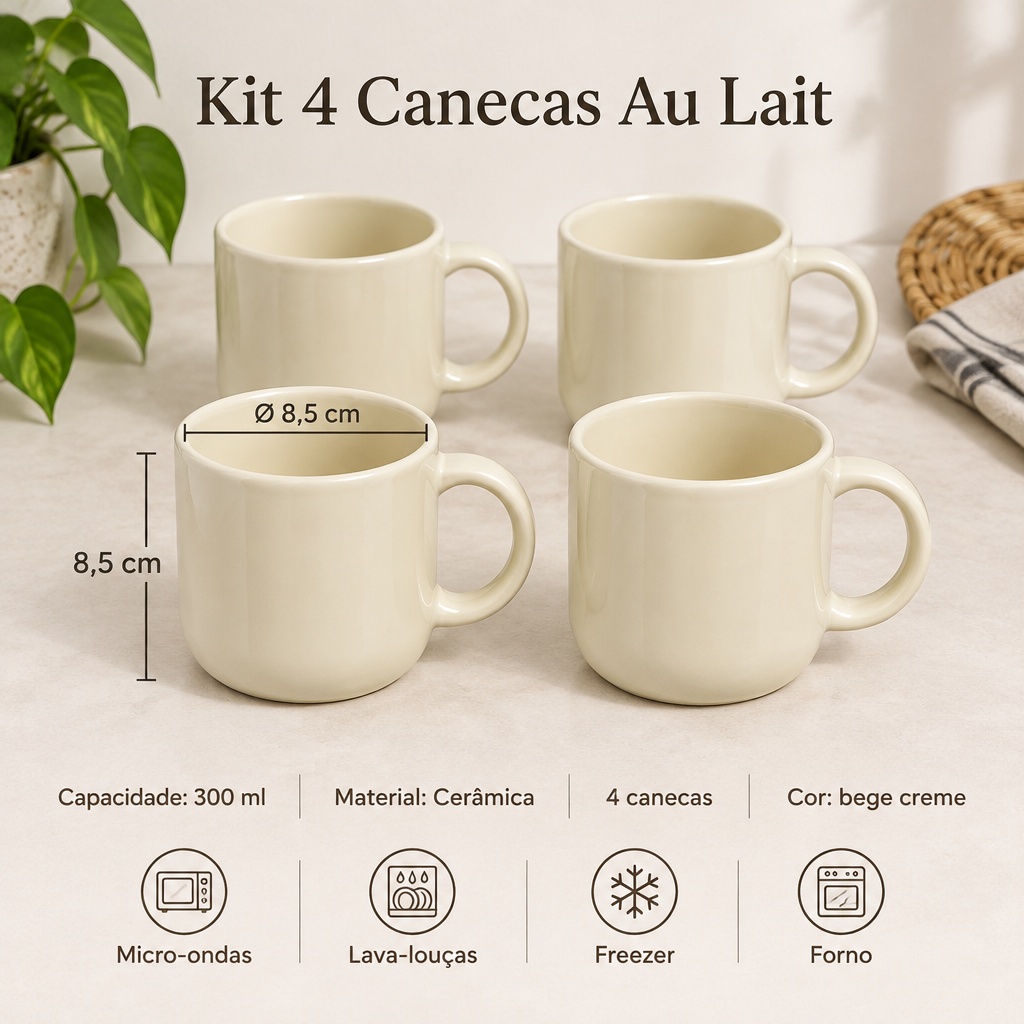 Kit 4 Canecas Au Lait
Ø 8,5 cm
8,5 cm
Capacidade: 300 ml
Material: Cerâmica
4 canecas
Cor: bege creme
Micro-ondas
Lava-louças
Freezer
Forno